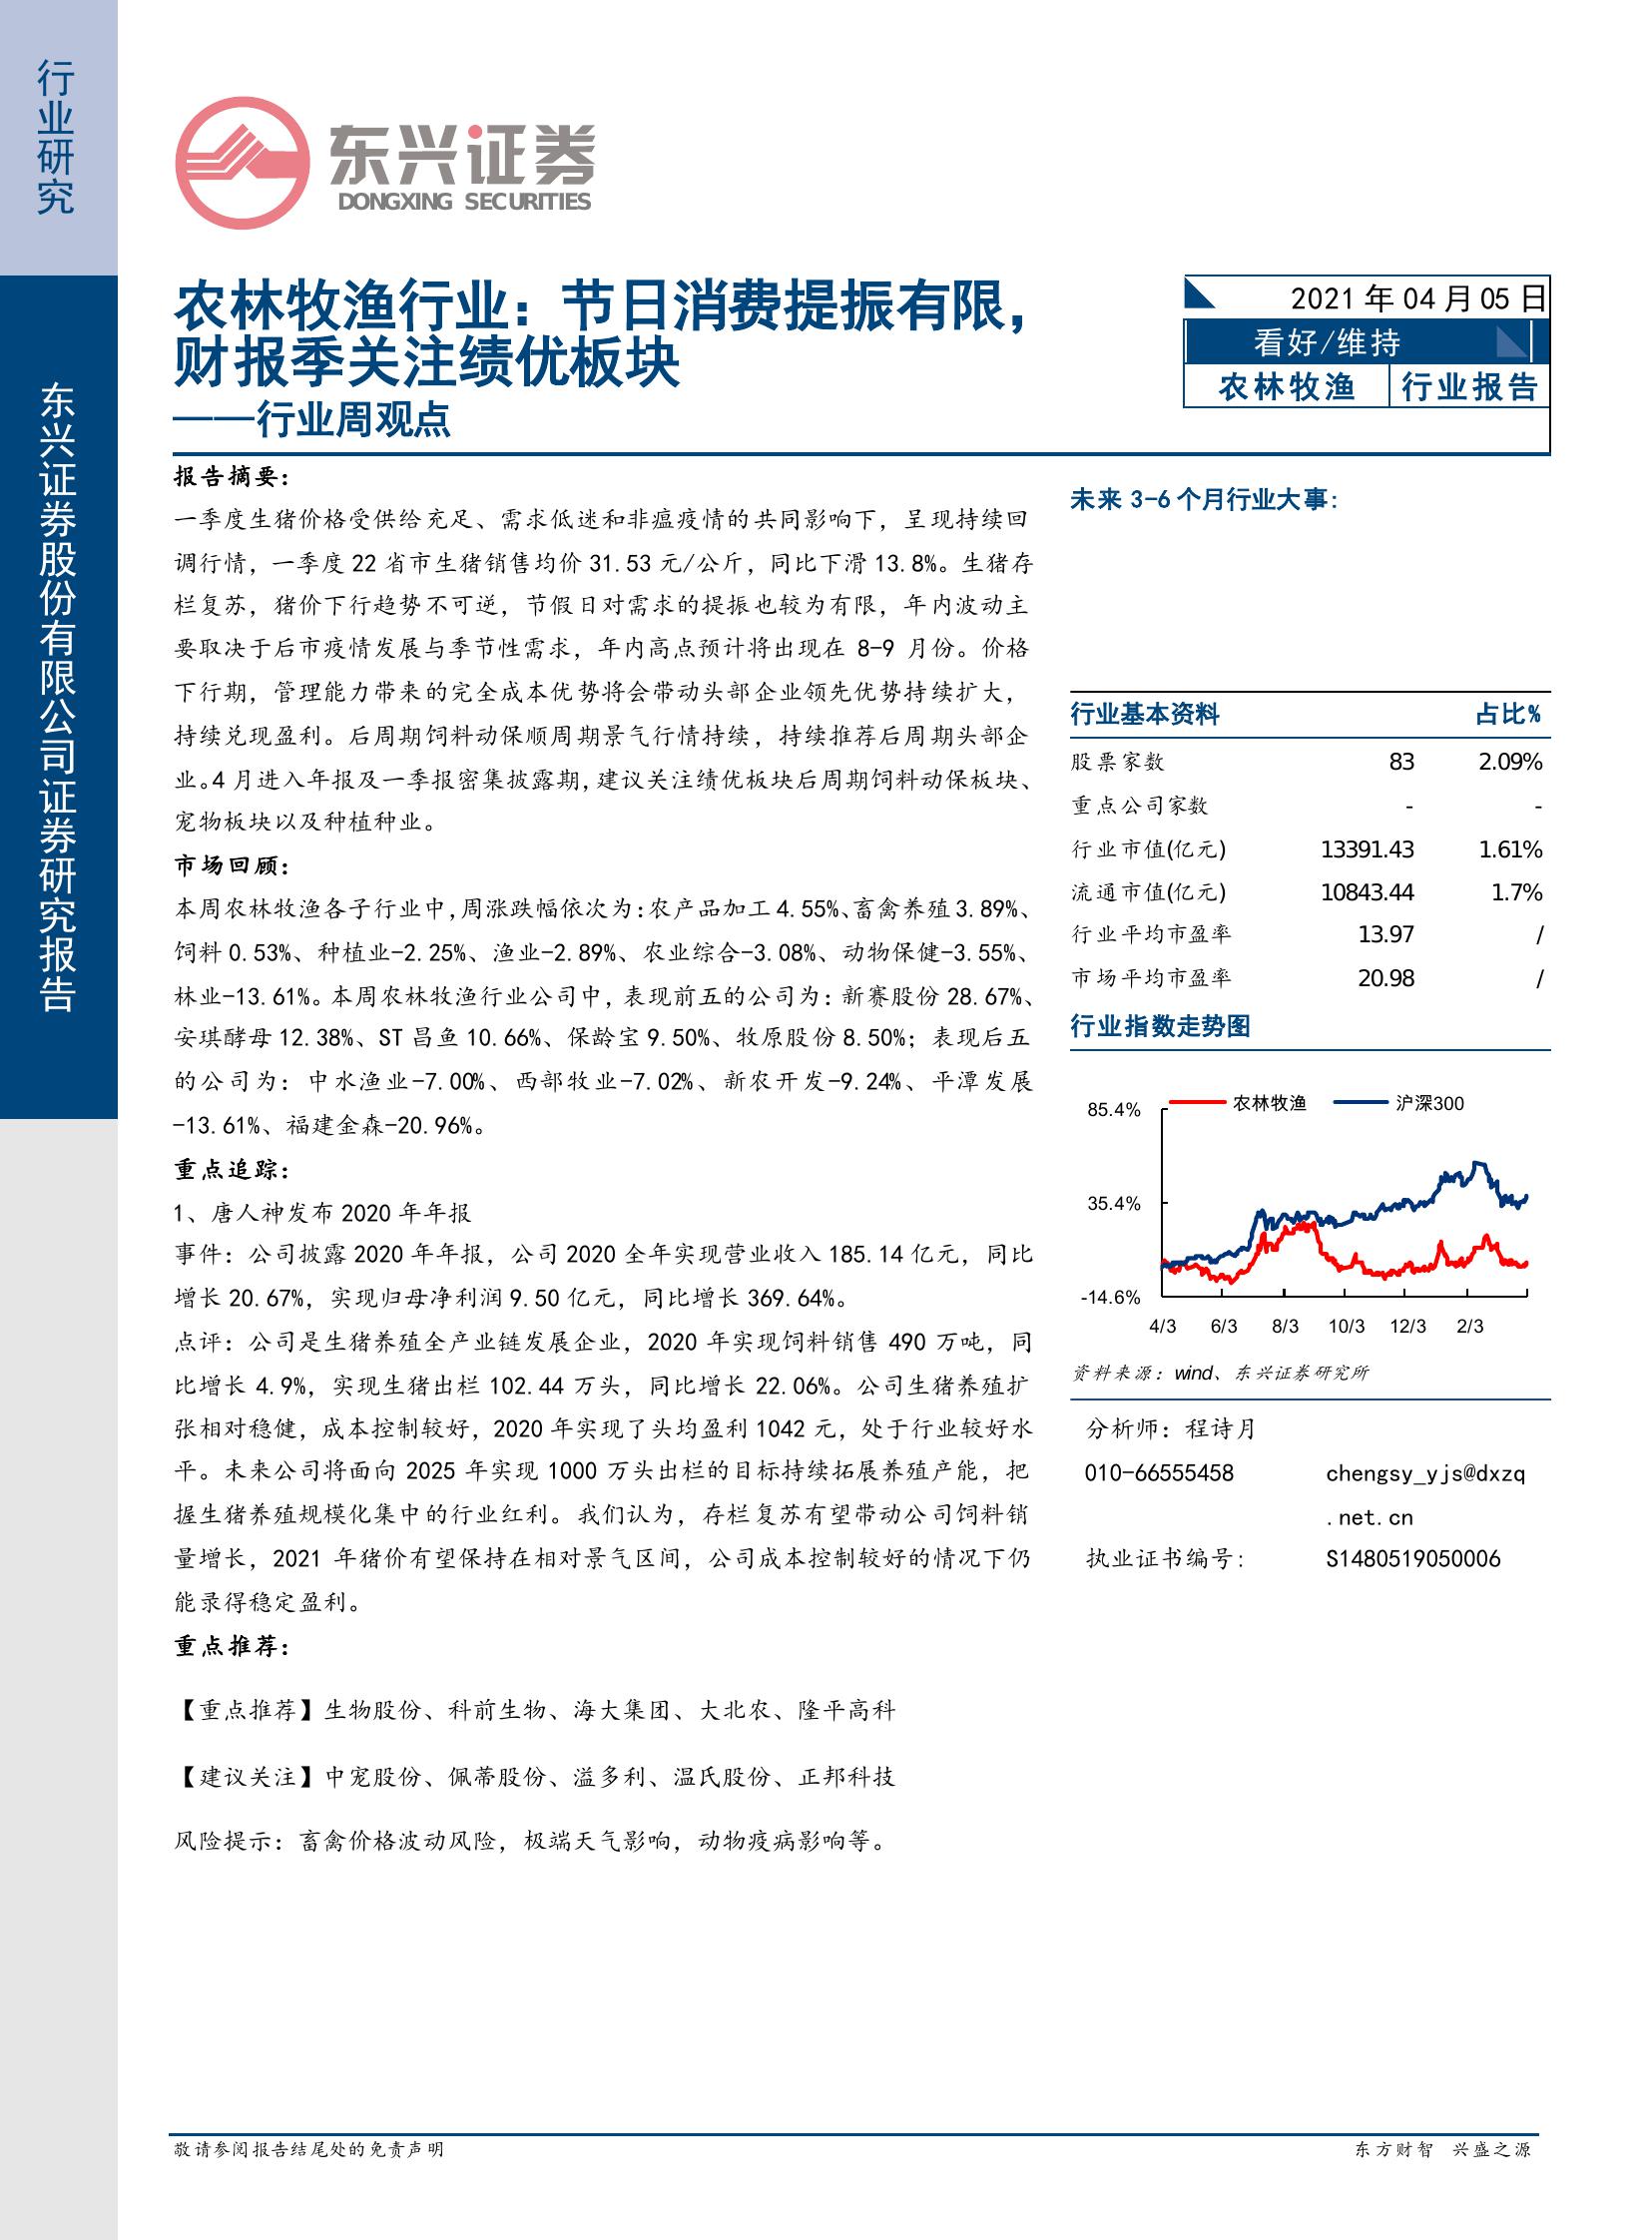 行业研究
东兴证券股份有限公司证券研究报告
东兴证券
DONGXING SECURITIES
农林牧渔行业：节日消费提振有限，
财报季关注绩优板块
——行业周观点
2021 年 04 月 05 日
看好/维持
农林牧渔 行业报告
报告摘要：
一季度生猪价格受供给充足、需求低迷和非瘟疫情的共同影响下，呈现持续回
调行情，一季度 22 省市生猪销售均价 31.53 元/公斤，同比下滑 13.8%。生猪存
栏复苏，猪价下行趋势不可逆，节假日对需求的提振也较为有限，年内波动主
要取决于后市疫情发展与季节性需求，年内高点预计将出现在 8-9 月份。价格
下行期，管理能力带来的完全成本优势将会带动头部企业领先优势持续扩大，
持续兑现盈利。后周期饲料动保顺周期景气行情持续，持续推荐后周期头部企
业。4 月进入年报及一季报密集披露期，建议关注绩优板块后周期饲料动保板块、
宠物板块以及种植种业。
市场回顾：
本周农林牧渔各子行业中，周涨跌幅依次为：农产品加工 4.55%、畜禽养殖 3.89%、
饲料 0.53%、种植业-2.25%、渔业-2.89%、农业综合-3.08%、动物保健-3.55%、
林业-13.61%。本周农林牧渔行业公司中，表现前五的公司为：新赛股份 28.67%、
安琪酵母 12.38%、ST 昌鱼 10.66%、保龄宝 9.50%、牧原股份 8.50%；表现后五
的公司为：中水渔业-7.00%、西部牧业-7.02%、新农开发-9.24%、平潭发展
-13.61%、福建金森-20.96%。
重点追踪：
1、唐人神发布 2020 年年报
事件：公司披露 2020 年年报，公司 2020 全年实现营业收入 185.14 亿元，同比
增长 20.67%，实现归母净利润 9.50 亿元，同比增长 369.64%。
点评：公司是生猪养殖全产业链发展企业，2020 年实现饲料销售 490 万吨，同
比增长 4.9%，实现生猪出栏 102.44 万头，同比增长 22.06%。公司生猪养殖扩
张相对稳健，成本控制较好，2020 年实现了头均盈利 1042 元，处于行业较好水
平。未来公司将面向 2025 年实现 1000 万头出栏的目标持续拓展养殖产能，把
握生猪养殖规模化集中的行业红利。我们认为，存栏复苏有望带动公司饲料销
量增长，2021 年猪价有望保持在相对景气区间，公司成本控制较好的情况下仍
能录得稳定盈利。
重点推荐：
【重点推荐】生物股份、科前生物、海大集团、大北农、隆平高科
【建议关注】中宠股份、佩蒂股份、溢多利、温氏股份、正邦科技
风险提示：畜禽价格波动风险，极端天气影响，动物疫病影响等。
未来 3-6 个月行业大事：
行业基本资料 占比%
股票家数 83 2.09%
重点公司家数 - -
行业市值(亿元) 13391.43 1.61%
流通市值(亿元) 10843.44 1.7%
行业平均市盈率 13.97 /
市场平均市盈率 20.98 /
行业指数走势图
农林牧渔 沪深300
85.4%
35.4%
-14.6%
4/3 6/3 8/3 10/3 12/3 2/3
资料来源：wind、东兴证券研究所
分析师：程诗月
010-66555458 chengsy_yjs@dxzq
.net.cn
执业证书编号： S1480519050006
敬请参阅报告结尾处的免责声明
东方财智 兴盛之源